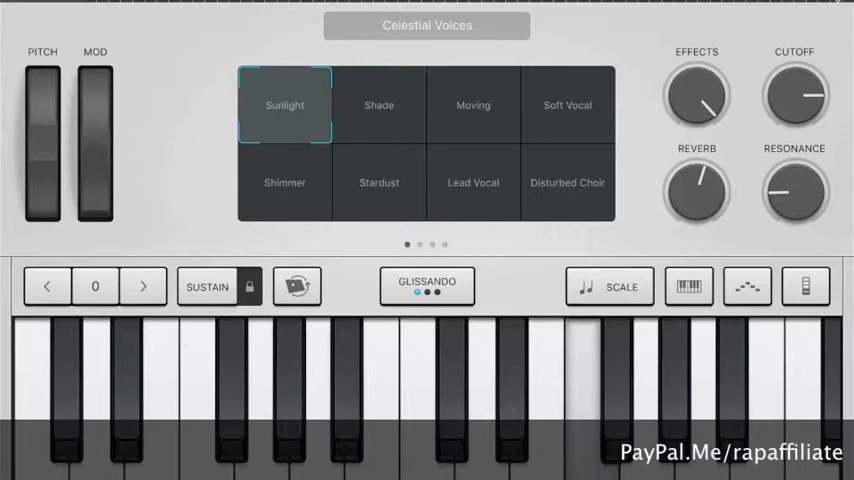 Celestial Voices
PITCH MOD
EFFECTS CUTOFF
Sunlight Shade Moving Soft Vocal
REVERB RESONANCE
Shimmer Stardust Lead Vocal Disturbed Choir
0 SUSTAIN GLISSANDO SCALE
PayPal.Me/rapaffiliate